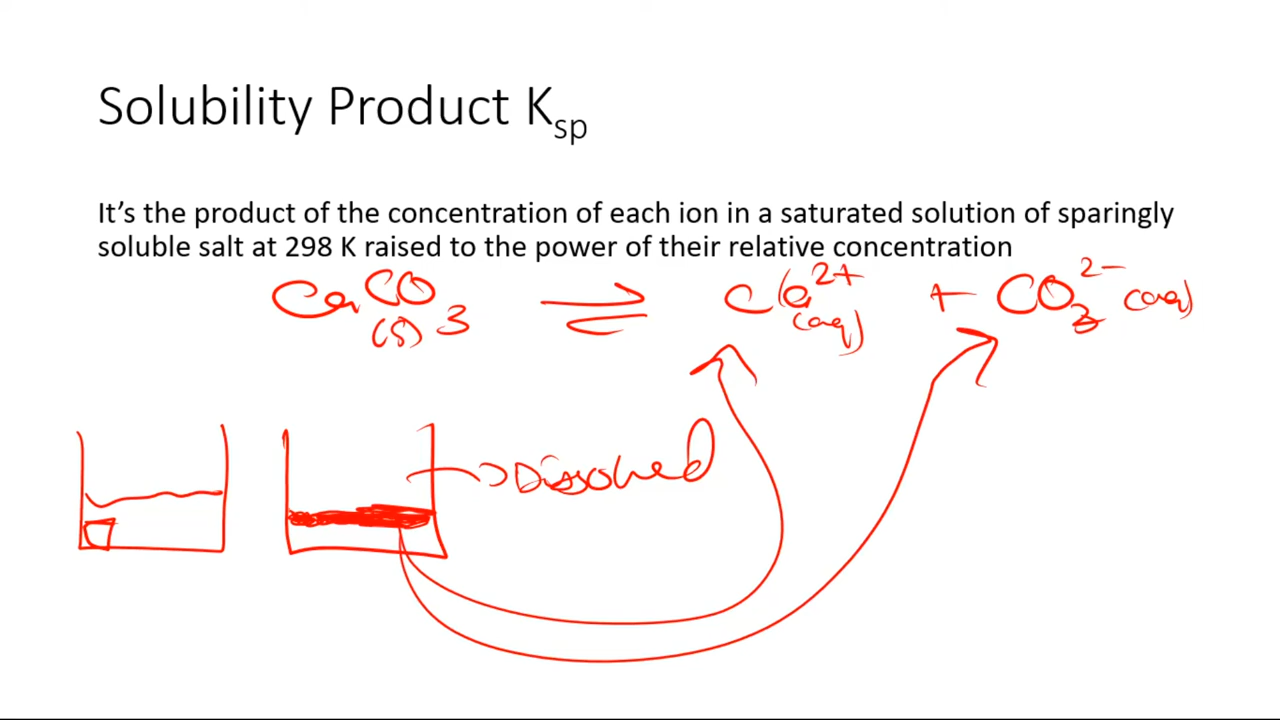 Solubility Product Ksp
It's the product of the concentration of each ion in a saturated solution of sparingly
soluble salt at 298 K raised to the power of their relative concentration
CaCO3 (s) ⇌ Ca2+ (aq) + CO32- (aq)
Dissolved